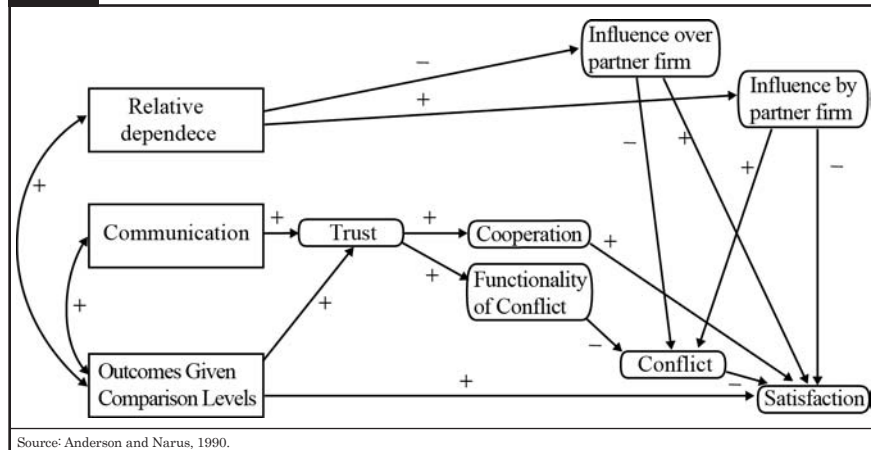 Influence over
partner firm
Influence by
partner firm
Relative
dependece
Communication
Trust
Cooperation
Functionality
of Conflict
Conflict
Outcomes Given
Comparison Levels
Satisfaction
−
+
−
+
+
−
+
+
+
+
+
+
+
−
+
−
Source: Anderson and Narus, 1990.